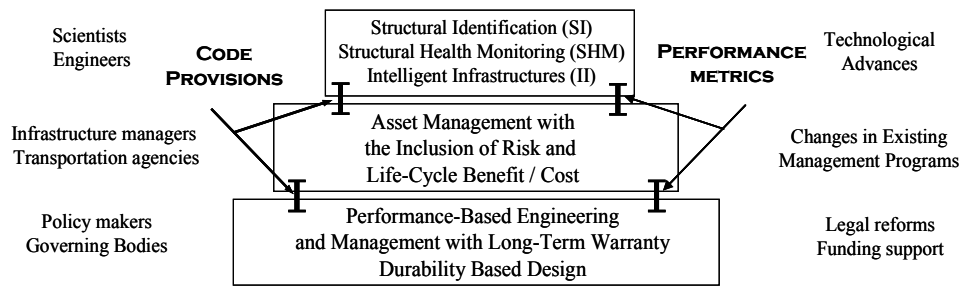 Scientists
Engineers
CODE
PROVISIONS
Structural Identification (SI)
Structural Health Monitoring (SHM)
Intelligent Infrastructures (II)
PERFORMANCE
METRICS
Technological
Advances
Infrastructure managers
Transportation agencies
Asset Management with
the Inclusion of Risk and
Life-Cycle Benefit / Cost
Changes in Existing
Management Programs
Policy makers
Governing Bodies
Performance-Based Engineering
and Management with Long-Term Warranty
Durability Based Design
Legal reforms
Funding support